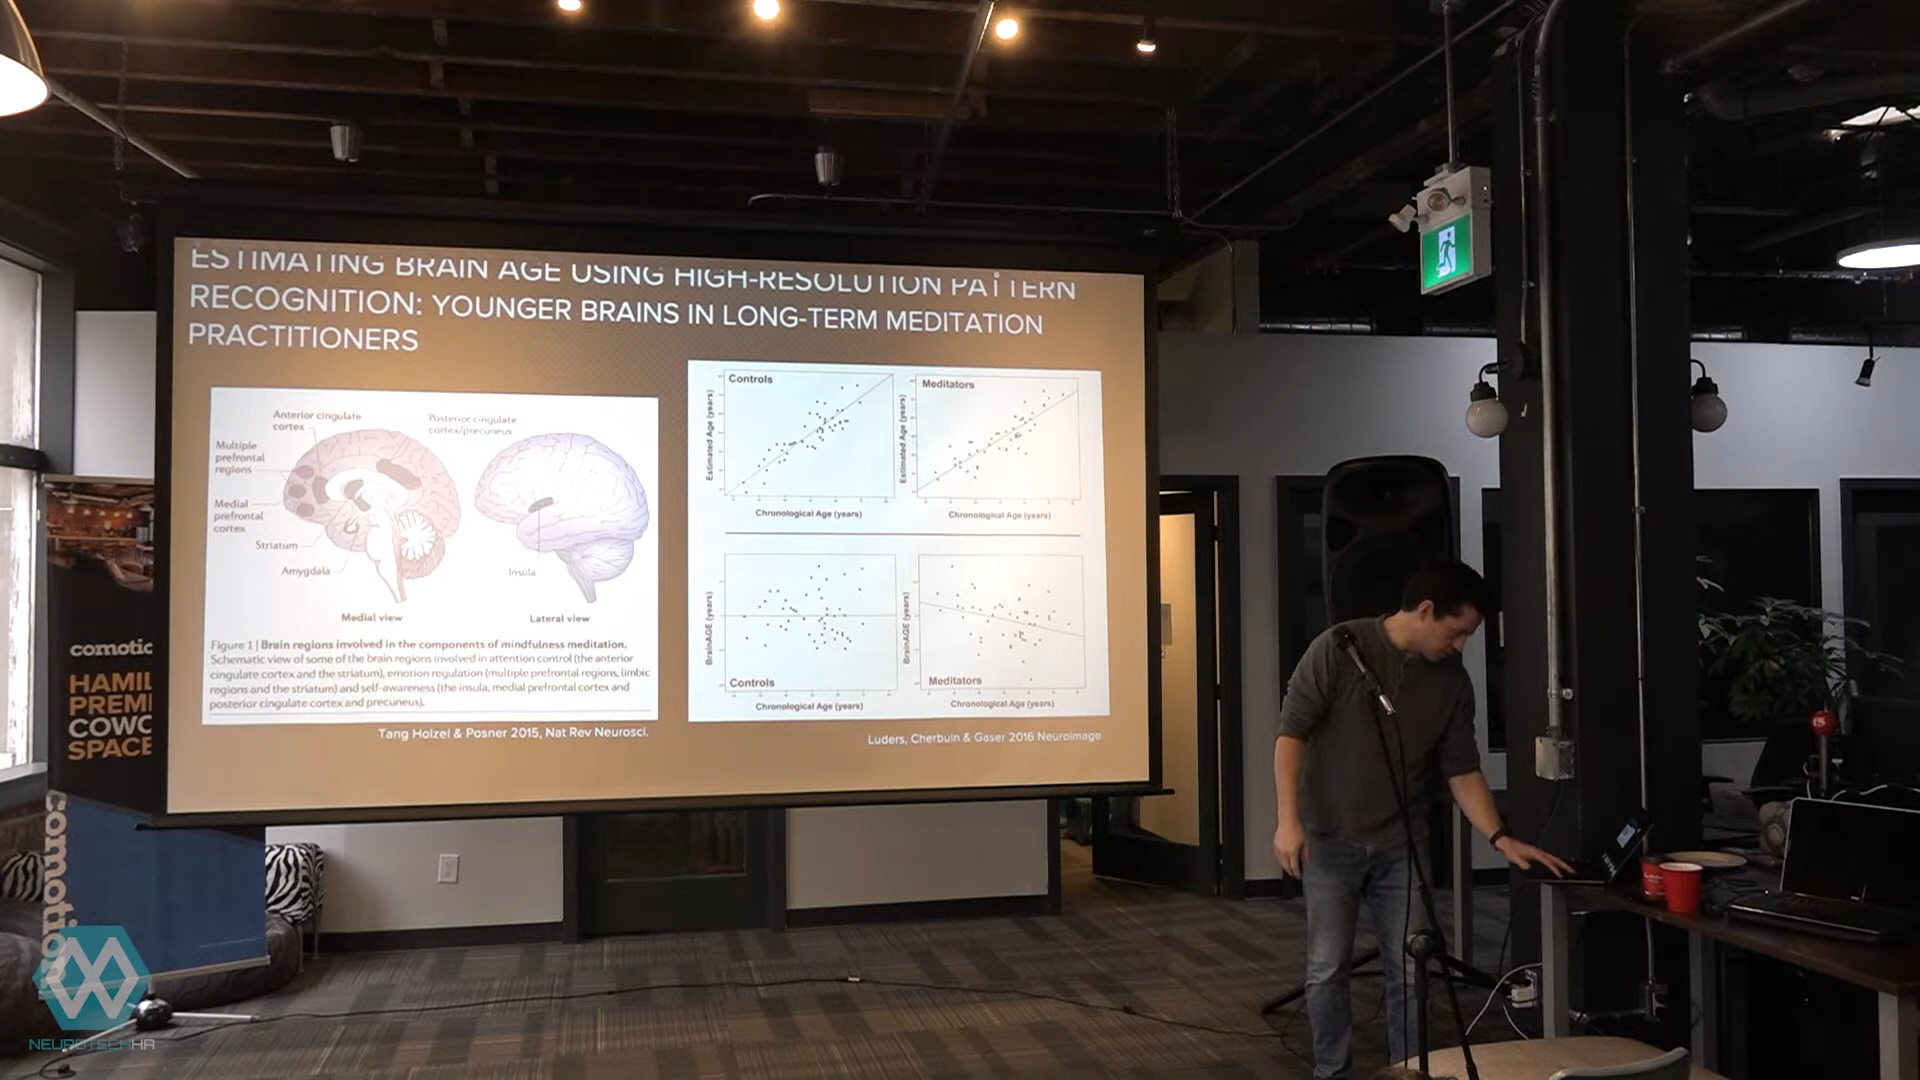 ESTIMATING BRAIN AGE USING HIGH-RESOLUTION PATTERN
RECOGNITION: YOUNGER BRAINS IN LONG-TERM MEDITATION
PRACTITIONERS
Anterior cingulate
cortex
Posterior cingulate
cortex/precuneus
Multiple
prefrontal
regions
Medial
prefrontal
cortex
Striatum
Amygdala
Insula
Medial view
Lateral view
Figure 1 | Brain regions involved in the components of mindfulness meditation.
Schematic view of some of the brain regions involved in attention control (the anterior
cingulate cortex and the striatum), emotion regulation (multiple prefrontal regions, limbic
regions and the striatum) and self-awareness (the insula, medial prefrontal cortex and
posterior cingulate cortex and precuneus).
Tang Holzel & Posner 2015, Nat Rev Neurosci.
Controls
Estimated Age (years)
Chronological Age (years)
Meditators
Estimated Age (years)
Chronological Age (years)
BrainAGE (years)
Controls
Chronological Age (years)
BrainAGE (years)
Meditators
Chronological Age (years)
Luders, Cherbuin & Gaser 2016 Neuroimage
comotio
HAMIL
PREMI
COWO
SPACE
comotion
NEUROTECHHA